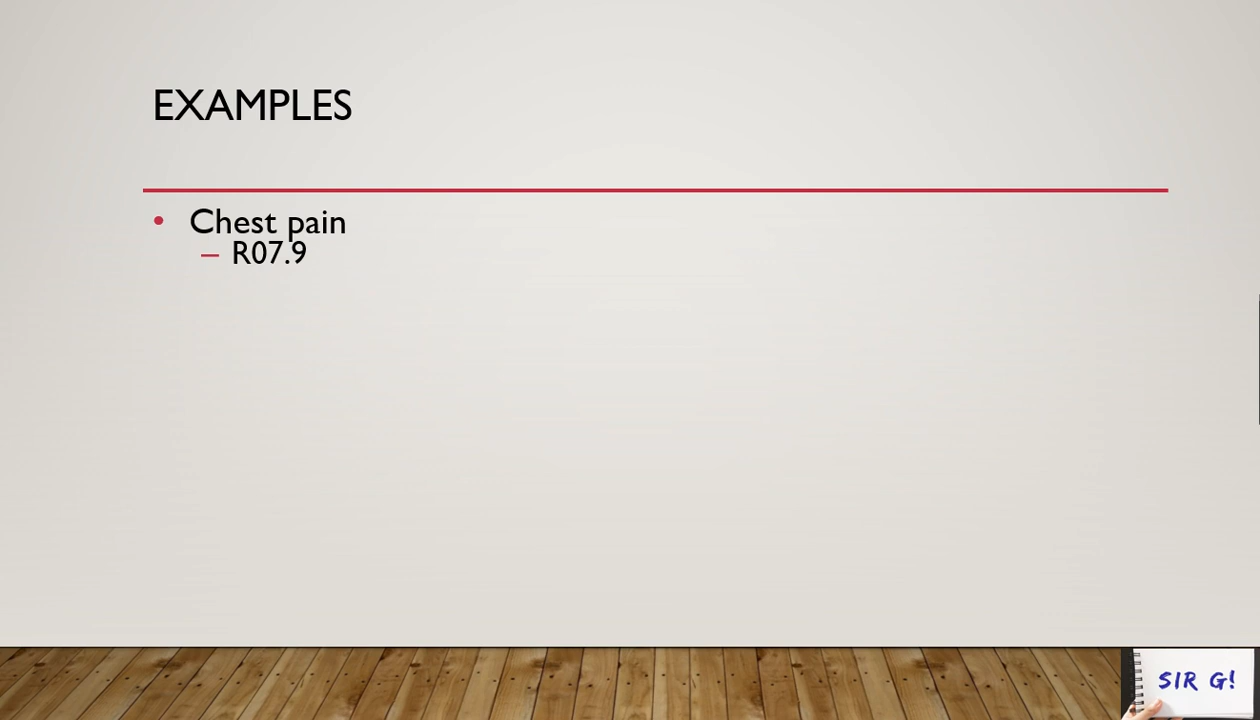 EXAMPLES
• Chest pain
– R07.9
SIR G!